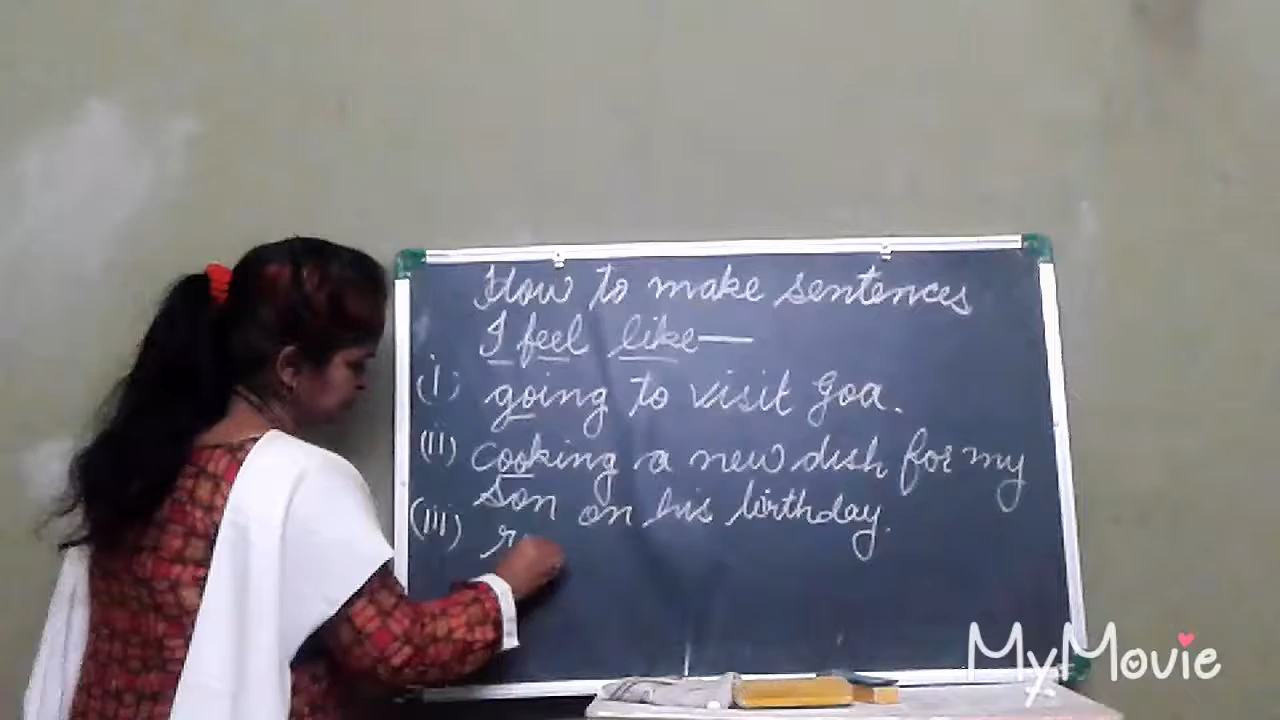 How to make sentences
I feel like—
(i) going to visit Goa.
(ii) cooking a new dish for my
son on his birthday.
(iii)
MyMovie